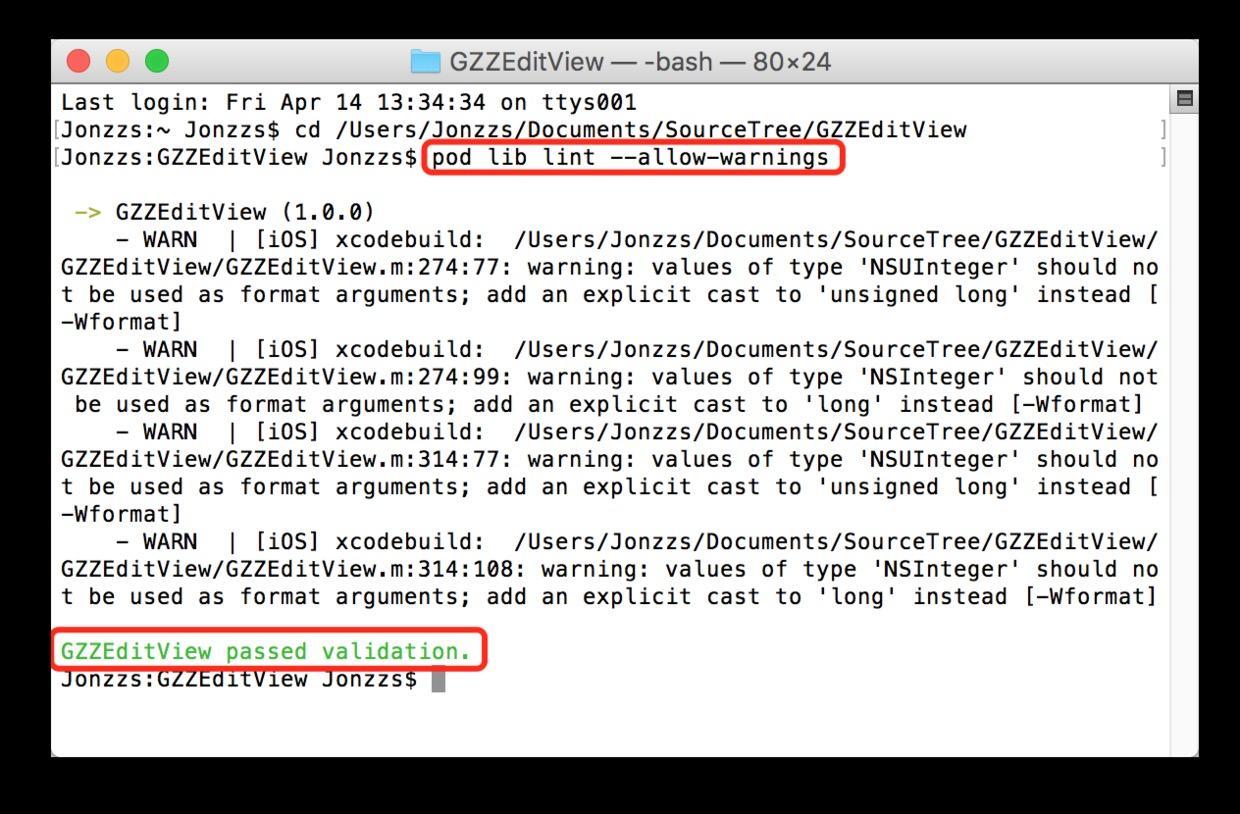 GZZEditView — -bash — 80×24
Last login: Fri Apr 14 13:34:34 on ttys001
[Jonzzs:~ Jonzzs$ cd /Users/Jonzzs/Documents/SourceTree/GZZEditView ]
[Jonzzs:GZZEditView Jonzzs$ pod lib lint --allow-warnings ]
 -> GZZEditView (1.0.0)
    - WARN  | [iOS] xcodebuild:  /Users/Jonzzs/Documents/SourceTree/GZZEditView/
GZZEditView/GZZEditView.m:274:77: warning: values of type 'NSUInteger' should no
t be used as format arguments; add an explicit cast to 'unsigned long' instead [
-Wformat]
    - WARN  | [iOS] xcodebuild:  /Users/Jonzzs/Documents/SourceTree/GZZEditView/
GZZEditView/GZZEditView.m:274:99: warning: values of type 'NSInteger' should not
 be used as format arguments; add an explicit cast to 'long' instead [-Wformat]
    - WARN  | [iOS] xcodebuild:  /Users/Jonzzs/Documents/SourceTree/GZZEditView/
GZZEditView/GZZEditView.m:314:77: warning: values of type 'NSUInteger' should no
t be used as format arguments; add an explicit cast to 'unsigned long' instead [
-Wformat]
    - WARN  | [iOS] xcodebuild:  /Users/Jonzzs/Documents/SourceTree/GZZEditView/
GZZEditView/GZZEditView.m:314:108: warning: values of type 'NSInteger' should no
t be used as format arguments; add an explicit cast to 'long' instead [-Wformat]
GZZEditView passed validation.
Jonzzs:GZZEditView Jonzzs$